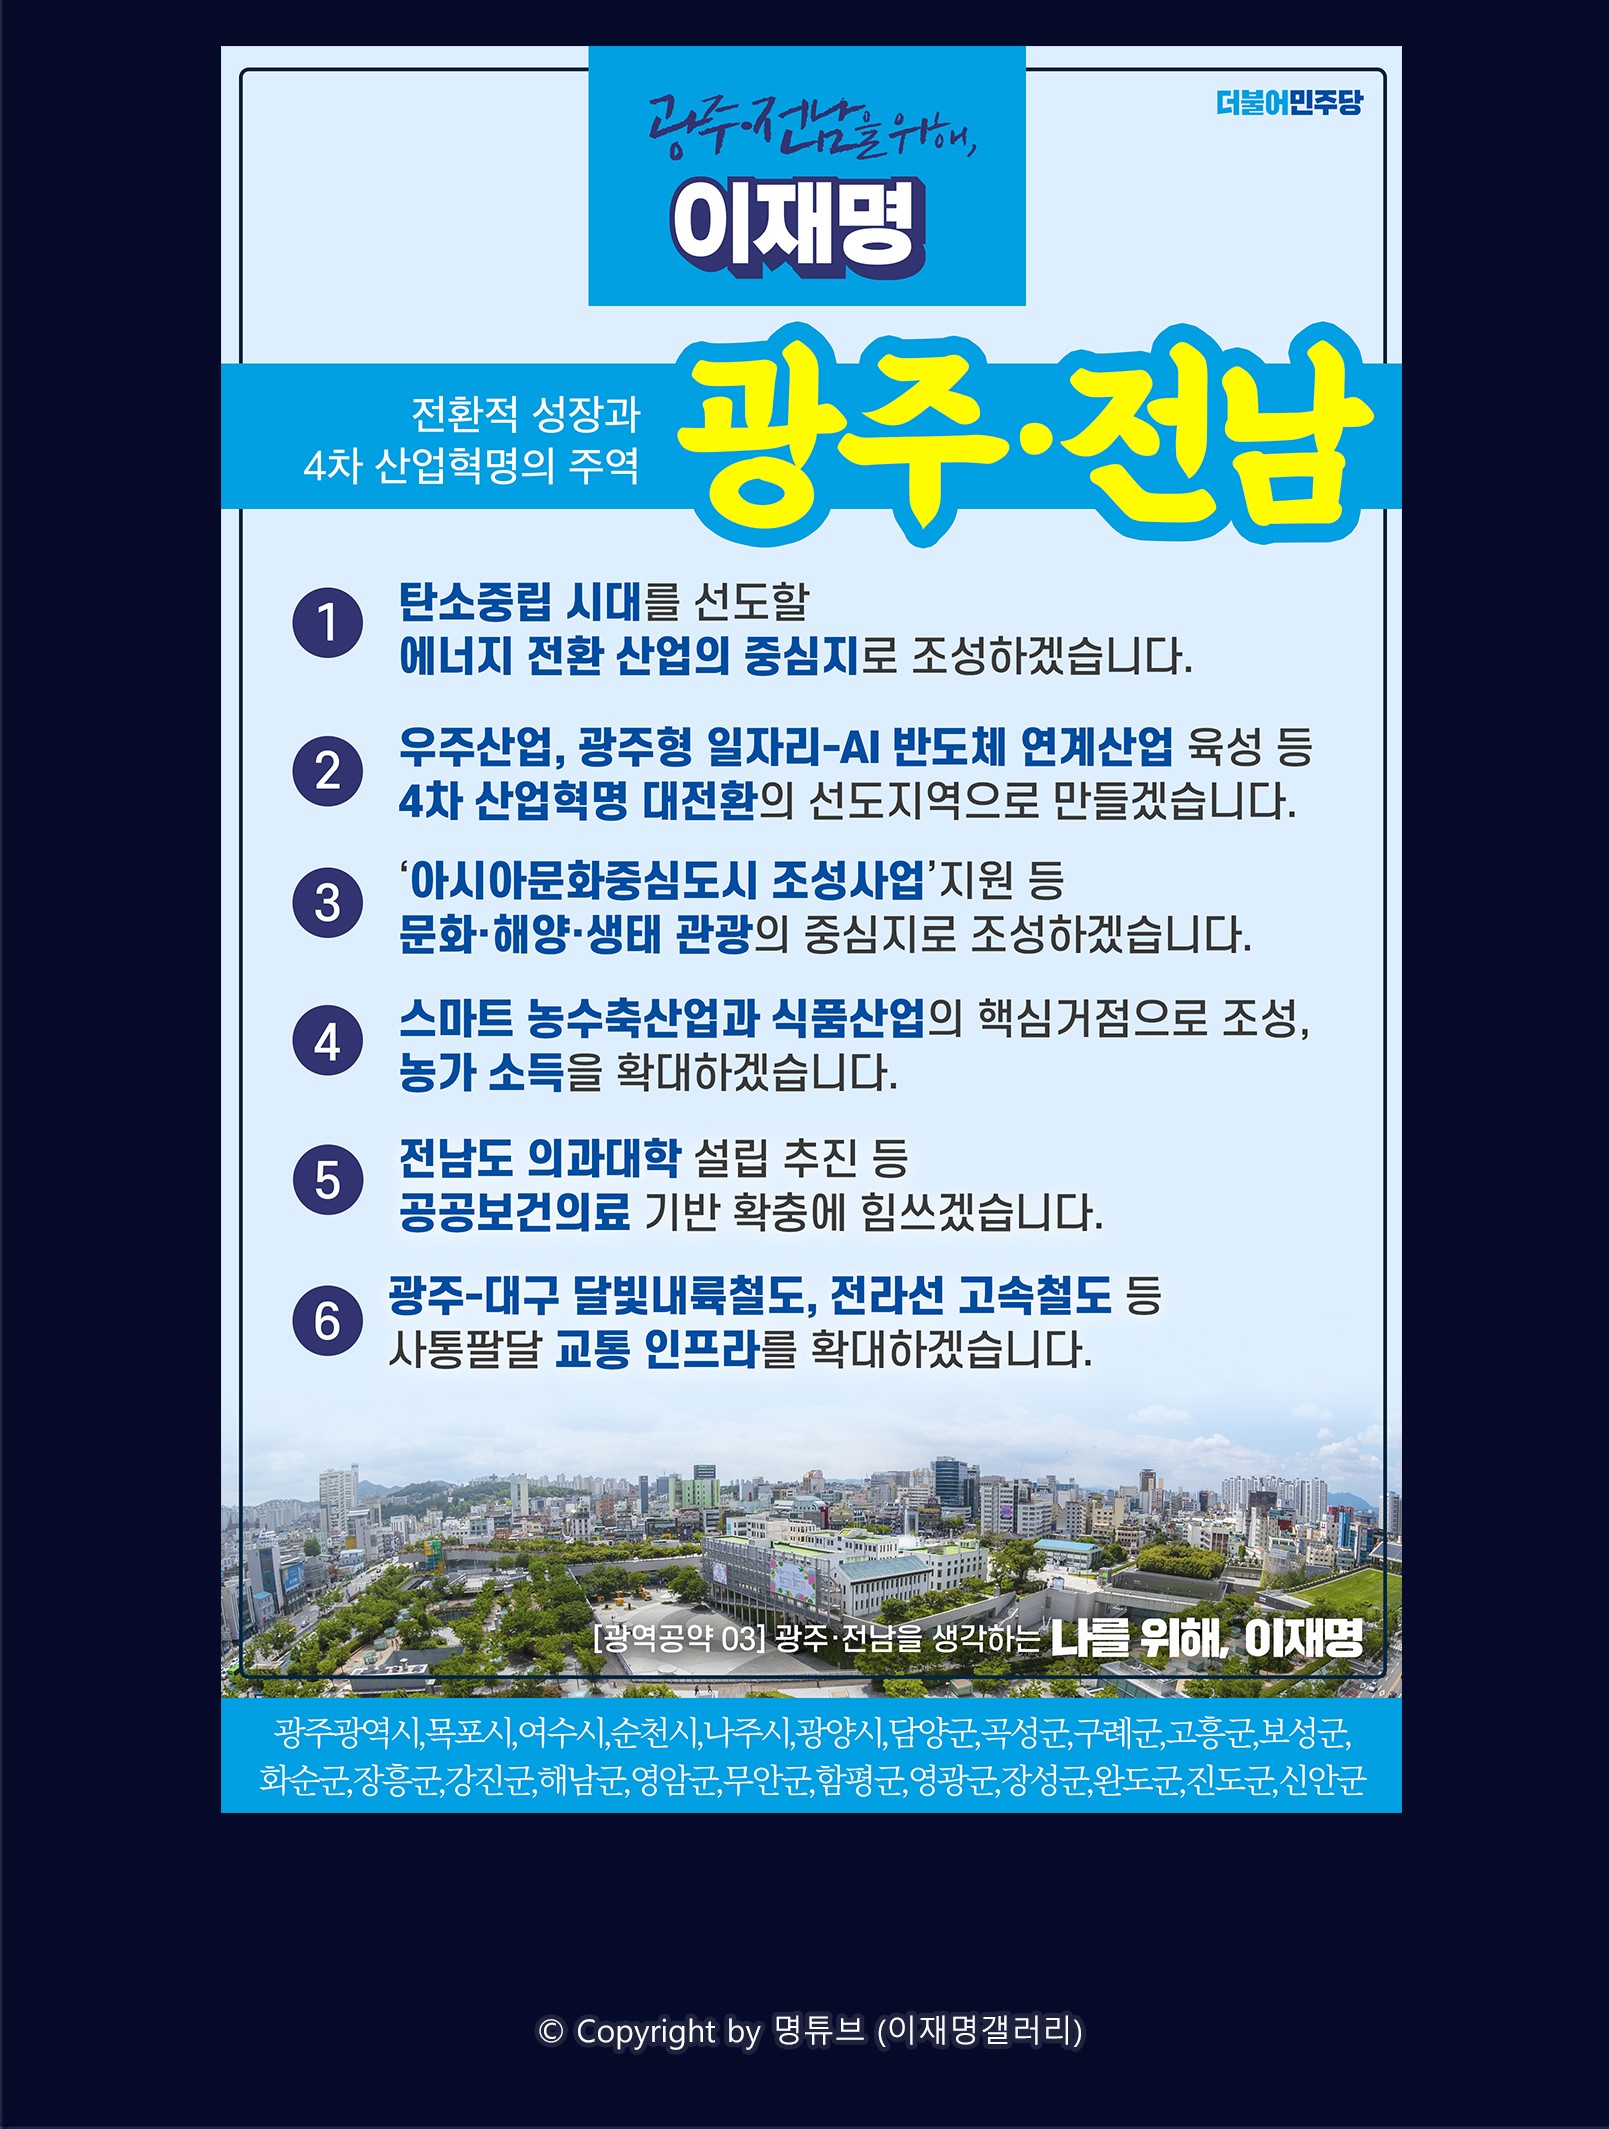 더불어민주당
광주·전남을 위해,
이재명
전환적 성장과
4차 산업혁명의 주역
광주·전남
1 탄소중립 시대를 선도할
에너지 전환 산업의 중심지로 조성하겠습니다.
2 우주산업, 광주형 일자리-AI 반도체 연계산업 육성 등
4차 산업혁명 대전환의 선도지역으로 만들겠습니다.
3 ‘아시아문화중심도시 조성사업’지원 등
문화·해양·생태 관광의 중심지로 조성하겠습니다.
4 스마트 농수축산업과 식품산업의 핵심거점으로 조성,
농가 소득을 확대하겠습니다.
5 전남도 의과대학 설립 추진 등
공공보건의료 기반 확충에 힘쓰겠습니다.
6 광주-대구 달빛내륙철도, 전라선 고속철도 등
사통팔달 교통 인프라를 확대하겠습니다.
[광역공약 03] 광주·전남을 생각하는 나를 위해, 이재명
광주광역시,목포시,여수시,순천시,나주시,광양시,담양군,곡성군,구례군,고흥군,보성군,
화순군,장흥군,강진군,해남군,영암군,무안군,함평군,영광군,장성군,완도군,진도군,신안군
© Copyright by 명튜브 (이재명갤러리)